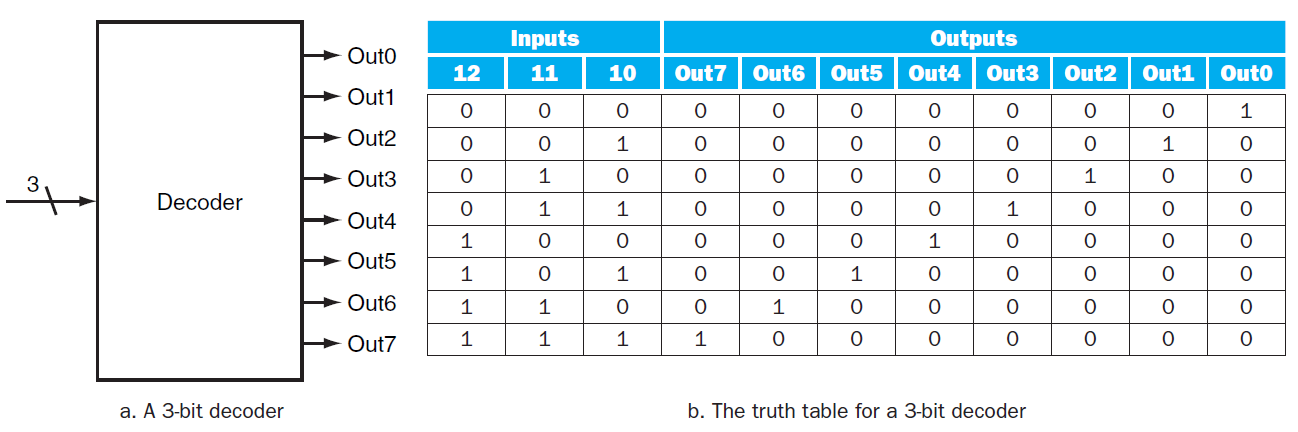 3
Decoder
Out0
Out1
Out2
Out3
Out4
Out5
Out6
Out7
a. A 3-bit decoder
Inputs Outputs
12 11 10 Out7 Out6 Out5 Out4 Out3 Out2 Out1 Out0
0 0 0 0 0 0 0 0 0 0 1
0 0 1 0 0 0 0 0 0 1 0
0 1 0 0 0 0 0 0 1 0 0
0 1 1 0 0 0 0 1 0 0 0
1 0 0 0 0 0 1 0 0 0 0
1 0 1 0 0 1 0 0 0 0 0
1 1 0 0 1 0 0 0 0 0 0
1 1 1 1 0 0 0 0 0 0 0
b. The truth table for a 3-bit decoder